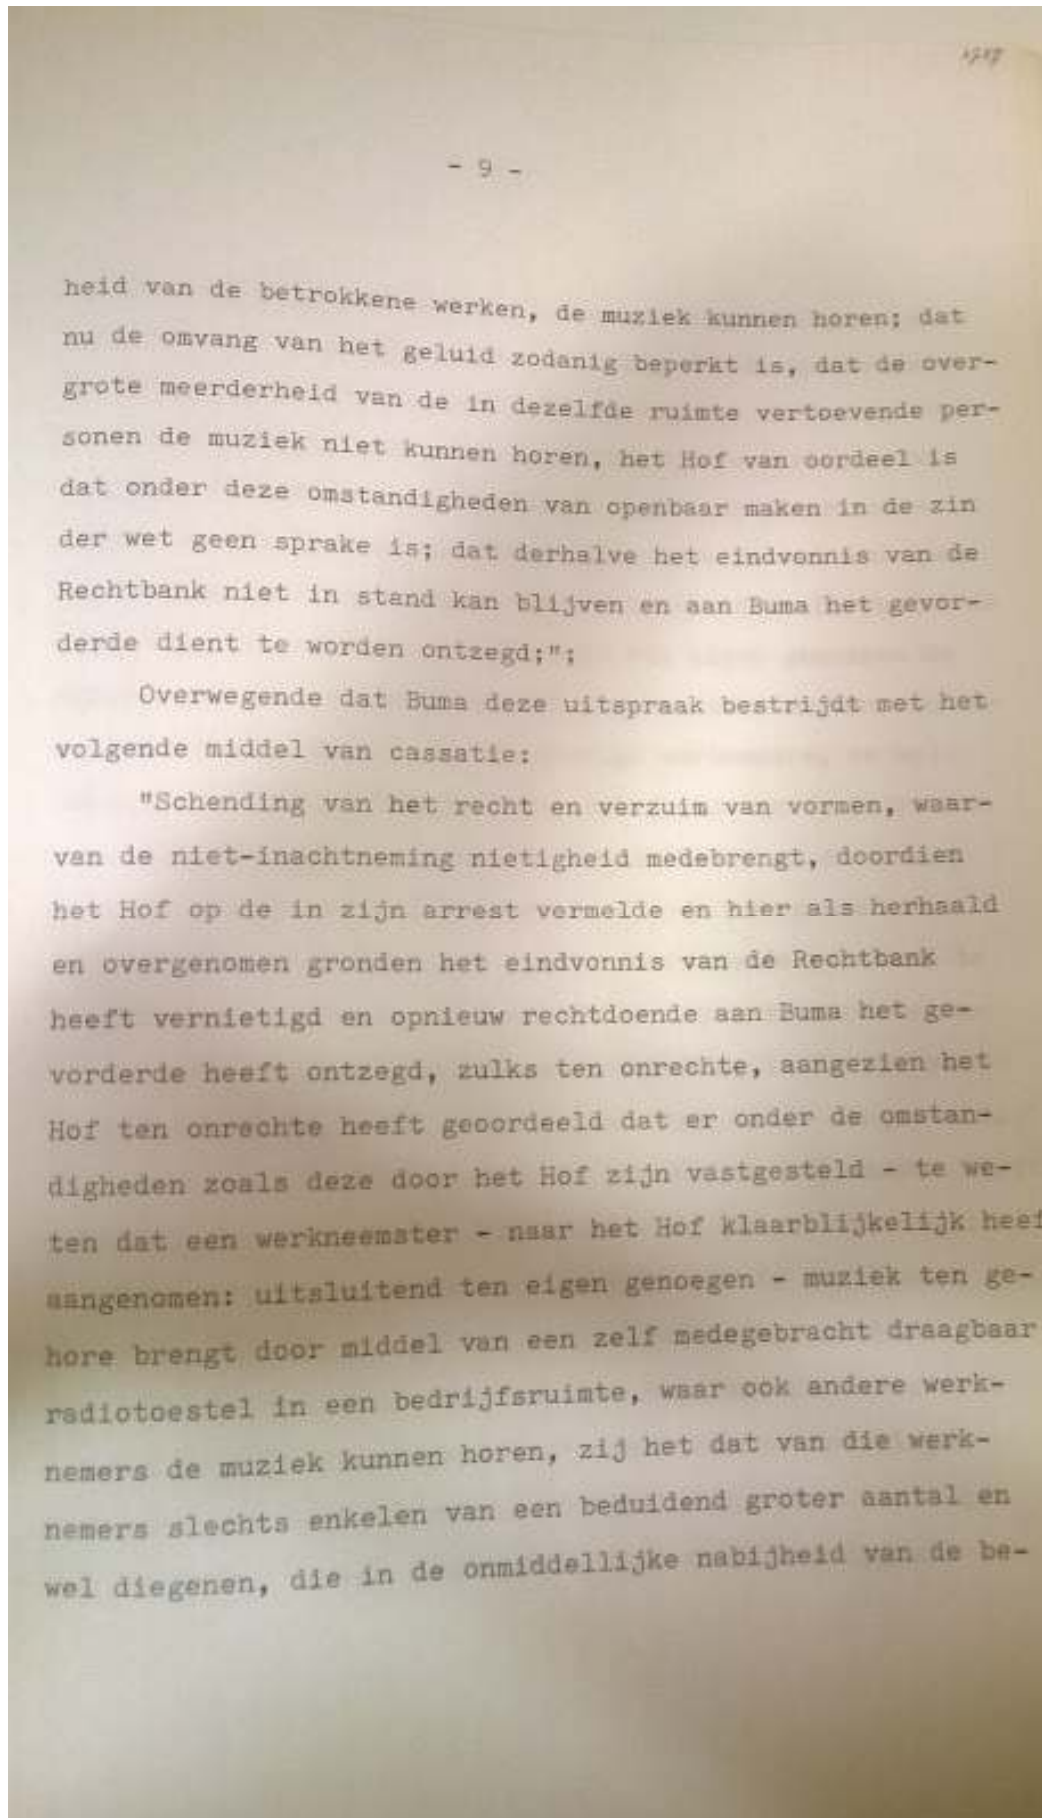 - 9 -
heid van de betrokkene werken, de muziek kunnen horen; dat
nu de omvang van het geluid zodanig beperkt is, dat de over-
grote meerderheid van de in dezelfde ruimte vertoevende per-
sonen de muziek niet kunnen horen, het Hof van oordeel is
dat onder deze omstandigheden van openbaar maken in de zin
der wet geen sprake is; dat derhalve het eindvonnis van de
Rechtbank niet in stand kan blijven en aan Buma het gevor-
derde dient te worden ontzegd;";
Overwegende dat Buma deze uitspraak bestrijdt met het
volgende middel van cassatie:
"Schending van het recht en verzuim van vormen, waar-
van de niet-inachtneming nietigheid medebrengt, doordien
het Hof op de in zijn arrest vermelde en hier als herhaald
en overgenomen gronden het eindvonnis van de Rechtbank
heeft vernietigd en opnieuw rechtdoende aan Buma het ge-
vorderde heeft ontzegd, zulks ten onrechte, aangezien het
Hof ten onrechte heeft geoordeeld dat er onder de omstan-
digheden zoals deze door het Hof zijn vastgesteld - te we-
ten dat een werkneemster - naar het Hof klaarblijkelijk heef
aangenomen: uitsluitend ten eigen genoegen - muziek ten ge-
hore brengt door middel van een zelf medegebracht draagbaar
radiotoestel in een bedrijfsruimte, waar ook andere werk-
nemers de muziek kunnen horen, zij het dat van die werk-
nemers slechts enkelen van een beduidend groter aantal en
wel diegenen, die in de onmiddellijke nabijheid van de be-